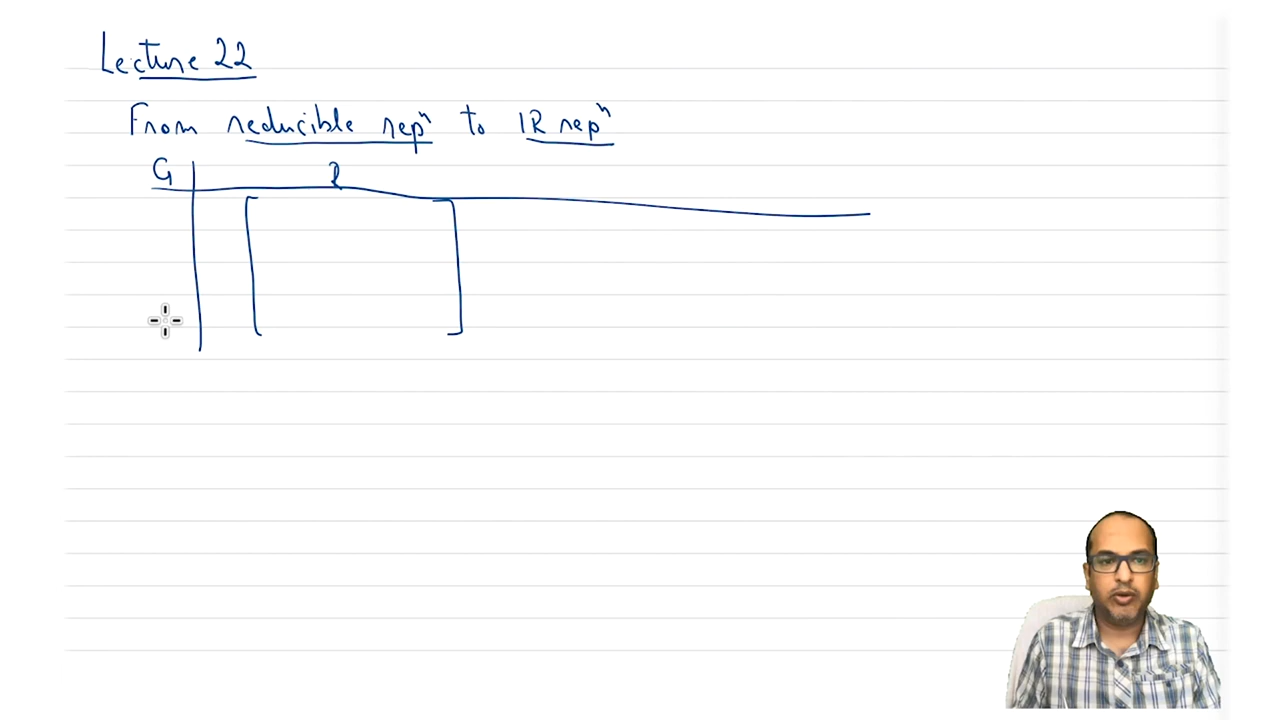 Lecture 22
From reducible repⁿ to IR repⁿ
G R